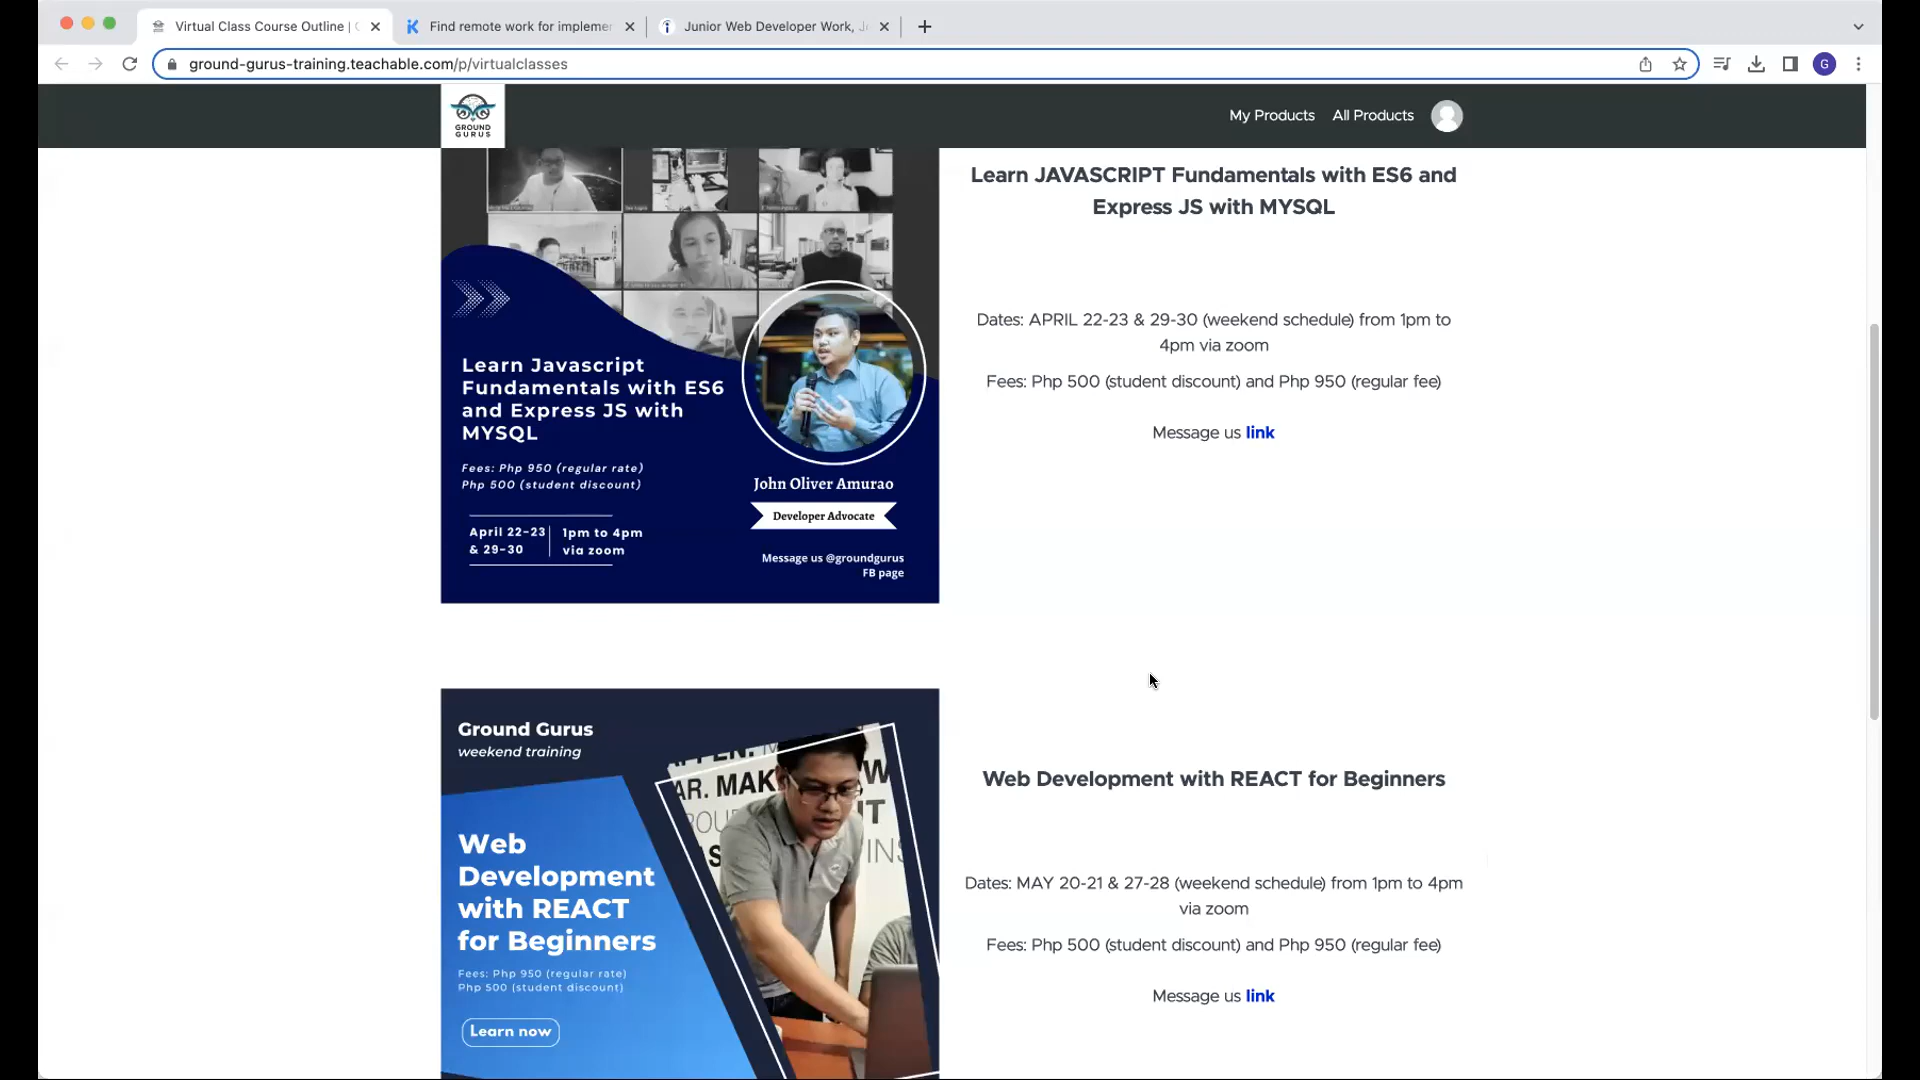 Virtual Class Course Outline |
Find remote work for implemer
Junior Web Developer Work, J
ground-gurus-training.teachable.com/p/virtualclasses
G
GROUND
GURUS
My Products
All Products
Learn JAVASCRIPT Fundamentals with ES6 and
Express JS with MYSQL
Dates: APRIL 22-23 & 29-30 (weekend schedule) from 1pm to
4pm via zoom
Fees: Php 500 (student discount) and Php 950 (regular fee)
Message us link
Learn Javascript
Fundamentals with ES6
and Express JS with
MYSQL
Fees: Php 950 (regular rate)
Php 500 (student discount)
April 22-23
& 29-30
1pm to 4pm
via zoom
John Oliver Amurao
Developer Advocate
Message us @groundgurus
FB page
Ground Gurus
weekend training
Web
Development
with REACT
for Beginners
Fees: Php 950 (regular rate)
Php 500 (student discount)
Learn now
AR. MAK
Web Development with REACT for Beginners
Dates: MAY 20-21 & 27-28 (weekend schedule) from 1pm to 4pm
via zoom
Fees: Php 500 (student discount) and Php 950 (regular fee)
Message us link